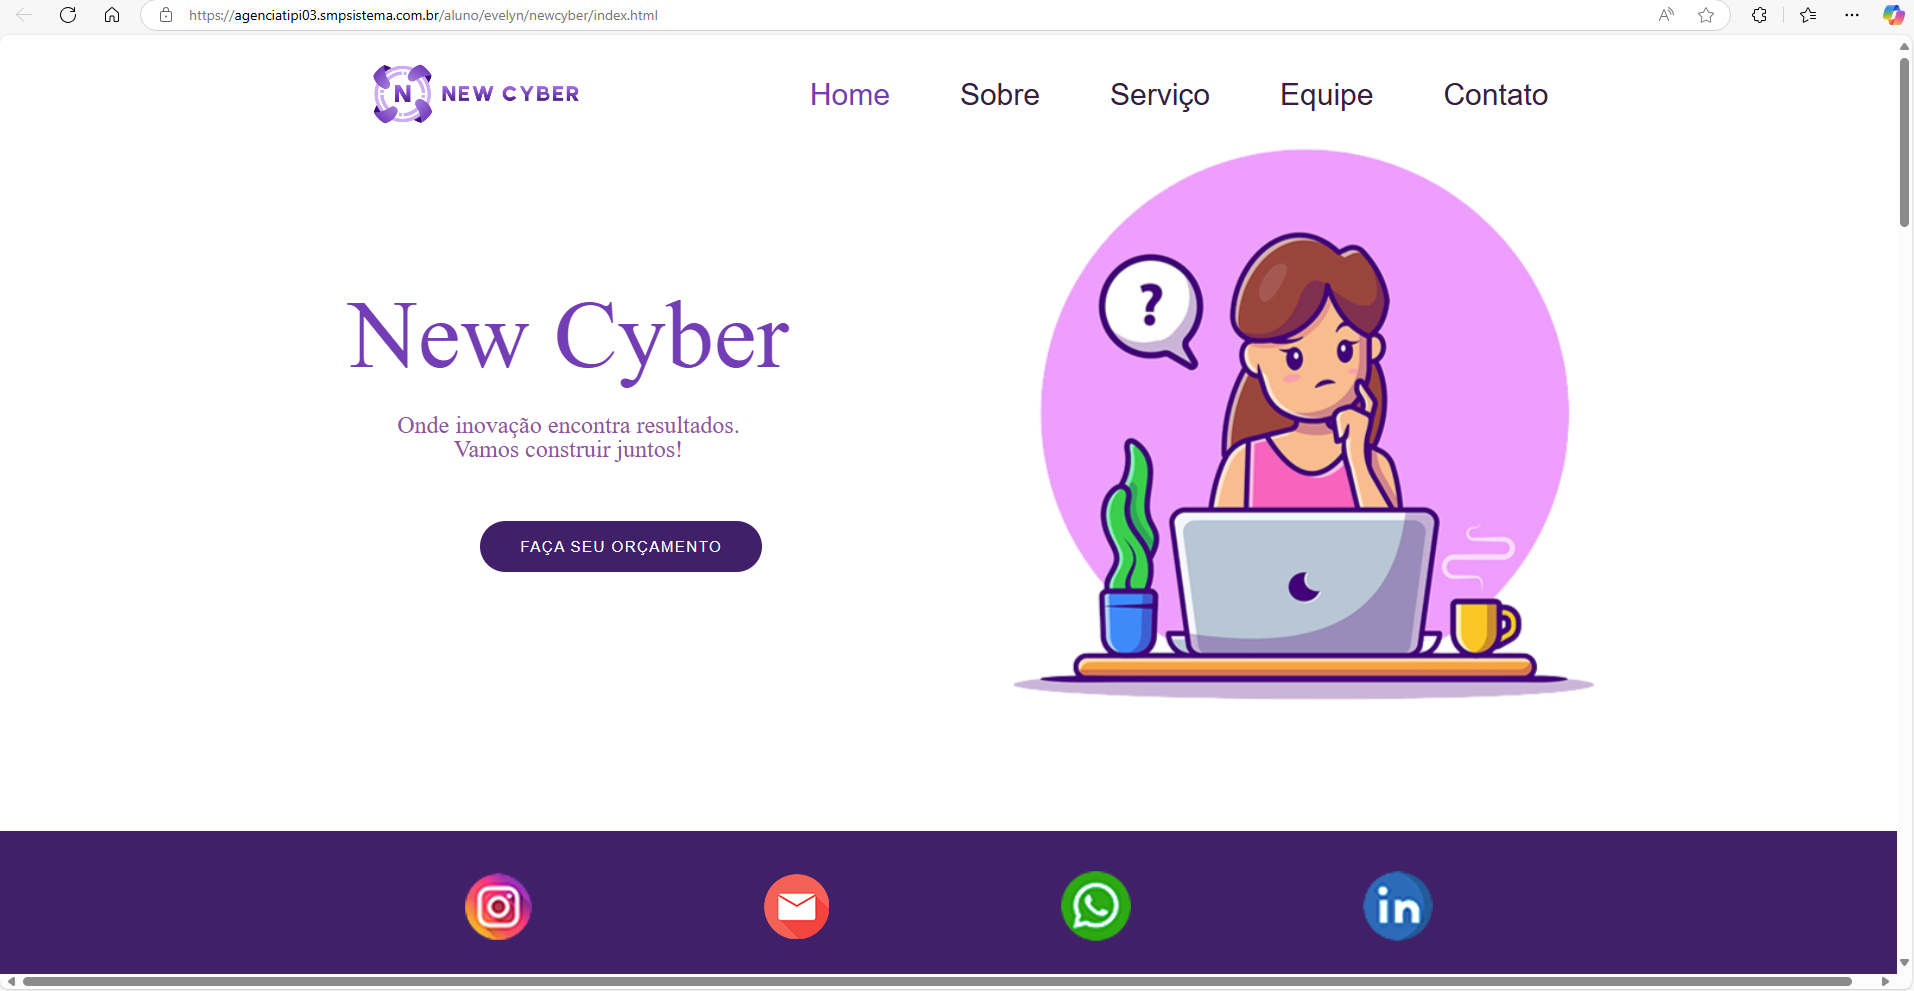 https://agenciatipi03.smpsistema.com.br/aluno/evelyn/newcyber/index.html
N NEW CYBER
Home Sobre Serviço Equipe Contato
?
New Cyber
Onde inovação encontra resultados.
Vamos construir juntos!
FAÇA SEU ORÇAMENTO
in